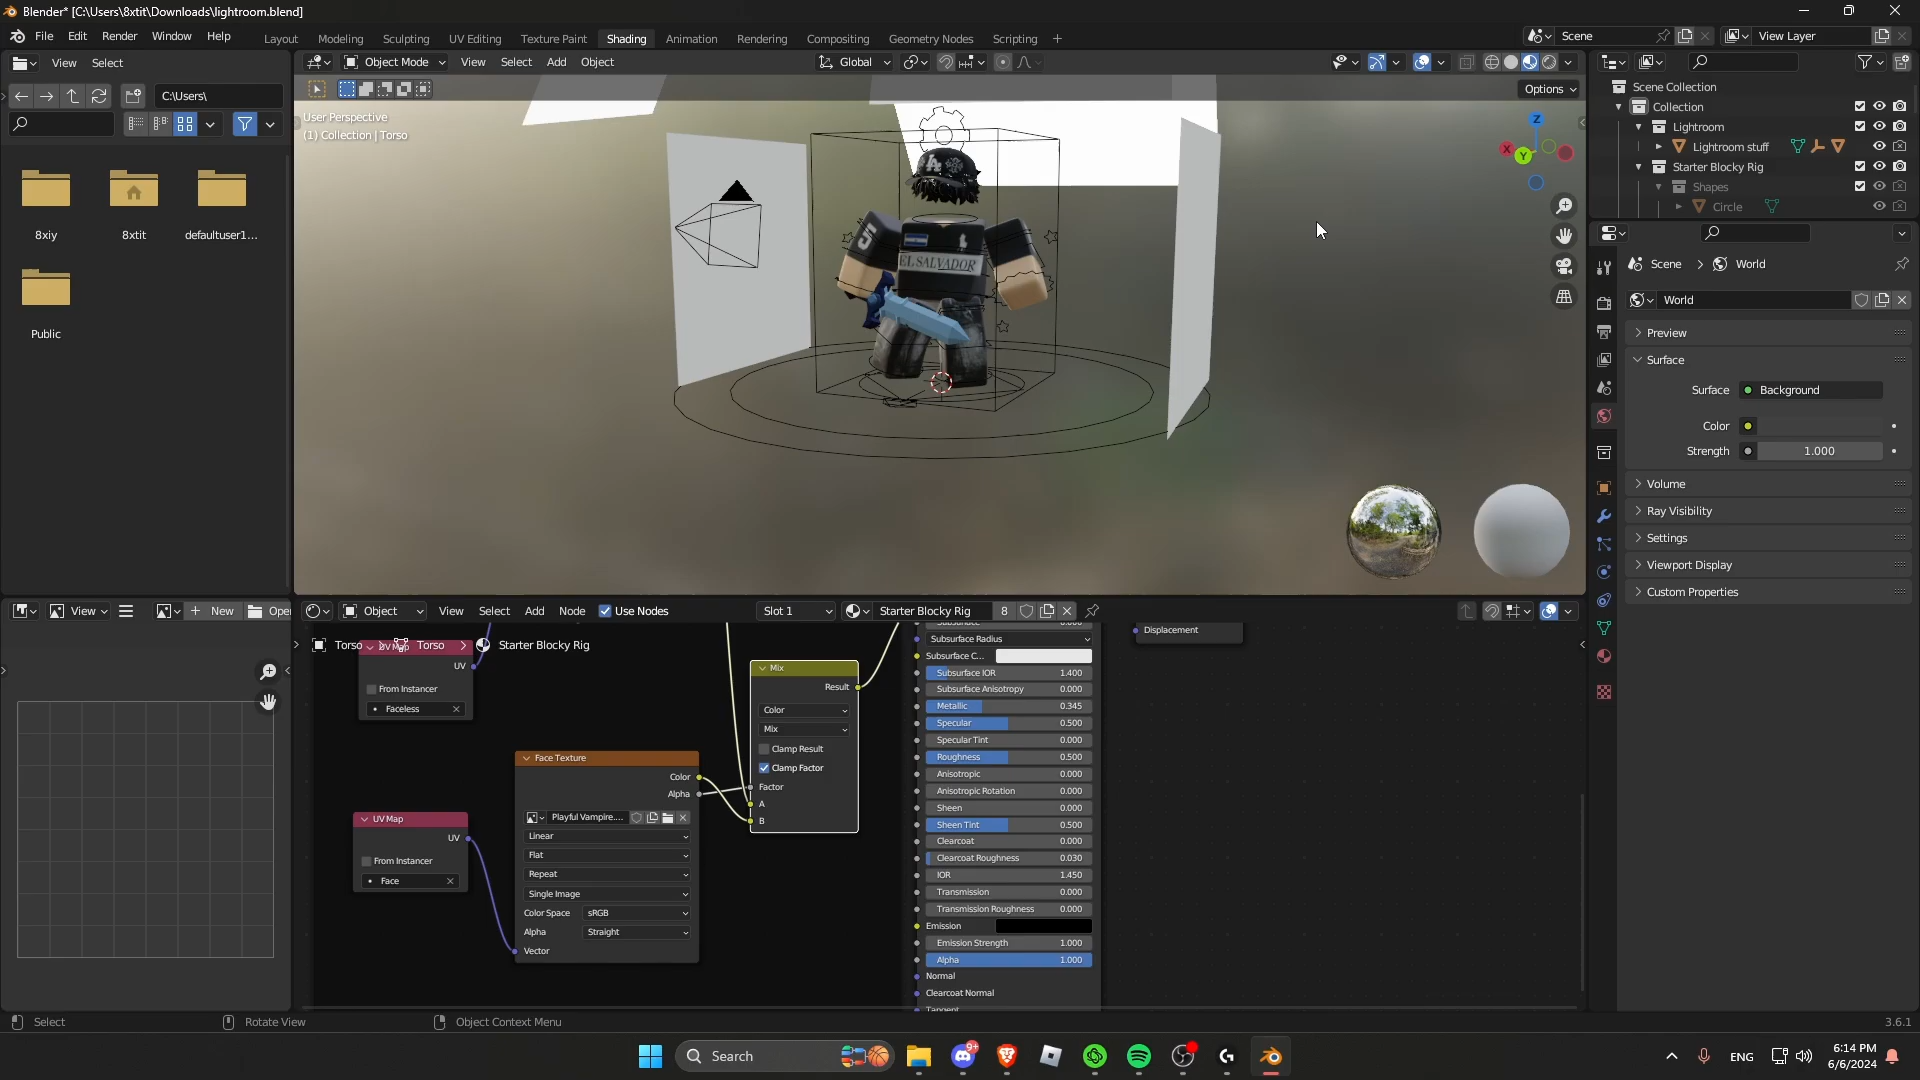 Blender* [C:\Users\8xtit\Downloads\lightroom.blend]
File Edit Render Window Help Layout Modeling Sculpting UV Editing Texture Paint Shading Animation Rendering Compositing Geometry Nodes Scripting + Scene View Layer
View Select
Object Mode View Select Add Object Global
C:\Users\
Options
User Perspective
(1) Collection | Torso
8xiy
8xtit
defaultuser1...
Public
EL SALVADOR
Z
X
Y
Scene Collection
Collection
Lightroom
Lightroom stuff
Starter Blocky Rig
Shapes
Circle
Scene > World
World
Preview
Surface
Surface Background
Color
Strength 1.000
Volume
Ray Visibility
Settings
Viewport Display
Custom Properties
View New Open
Object View Select Add Node Use Nodes Slot 1 Starter Blocky Rig 8
Torso > Torso > Starter Blocky Rig
UV Map
UV
From Instancer
Faceless
UV Map
UV
From Instancer
Face
Face Texture
Color
Alpha
Playful Vampire....
Linear
Flat
Repeat
Single Image
Color Space sRGB
Alpha Straight
Vector
Mix
Result
Color
Mix
Clamp Result
Clamp Factor
Factor
A
B
Subsurface Radius
Subsurface C...
Subsurface IOR 1.400
Subsurface Anisotropy 0.000
Metallic 0.345
Specular 0.500
Specular Tint 0.000
Roughness 0.500
Anisotropic 0.000
Anisotropic Rotation 0.000
Sheen 0.000
Sheen Tint 0.500
Clearcoat 0.000
Clearcoat Roughness 0.030
IOR 1.450
Transmission 0.000
Transmission Roughness 0.000
Emission
Emission Strength 1.000
Alpha 1.000
Normal
Clearcoat Normal
Tangent
Displacement
Select Rotate View Object Context Menu 3.6.1
Search
9+
ENG
6:14 PM
6/6/2024